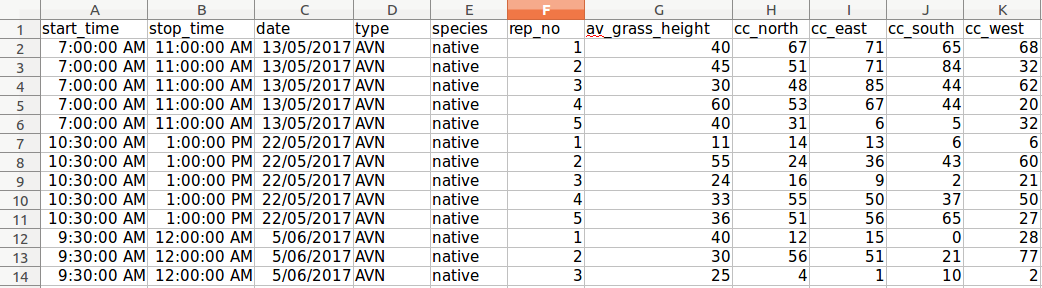 A B C D E F G H I J K
1 start_time stop_time date type species rep_no av_grass_height cc_north cc_east cc_south cc_west
2 7:00:00 AM 11:00:00 AM 13/05/2017 AVN native 1 40 67 71 65 68
3 7:00:00 AM 11:00:00 AM 13/05/2017 AVN native 2 45 51 71 84 32
4 7:00:00 AM 11:00:00 AM 13/05/2017 AVN native 3 30 48 85 44 62
5 7:00:00 AM 11:00:00 AM 13/05/2017 AVN native 4 60 53 67 44 20
6 7:00:00 AM 11:00:00 AM 13/05/2017 AVN native 5 40 31 6 5 32
7 10:30:00 AM 1:00:00 PM 22/05/2017 AVN native 1 11 14 13 6 6
8 10:30:00 AM 1:00:00 PM 22/05/2017 AVN native 2 55 24 36 43 60
9 10:30:00 AM 1:00:00 PM 22/05/2017 AVN native 3 24 16 9 2 21
10 10:30:00 AM 1:00:00 PM 22/05/2017 AVN native 4 33 55 50 37 50
11 10:30:00 AM 1:00:00 PM 22/05/2017 AVN native 5 36 51 56 65 27
12 9:30:00 AM 12:00:00 AM 5/06/2017 AVN native 1 40 12 15 0 28
13 9:30:00 AM 12:00:00 AM 5/06/2017 AVN native 2 30 56 51 21 77
14 9:30:00 AM 12:00:00 AM 5/06/2017 AVN native 3 25 4 1 10 2